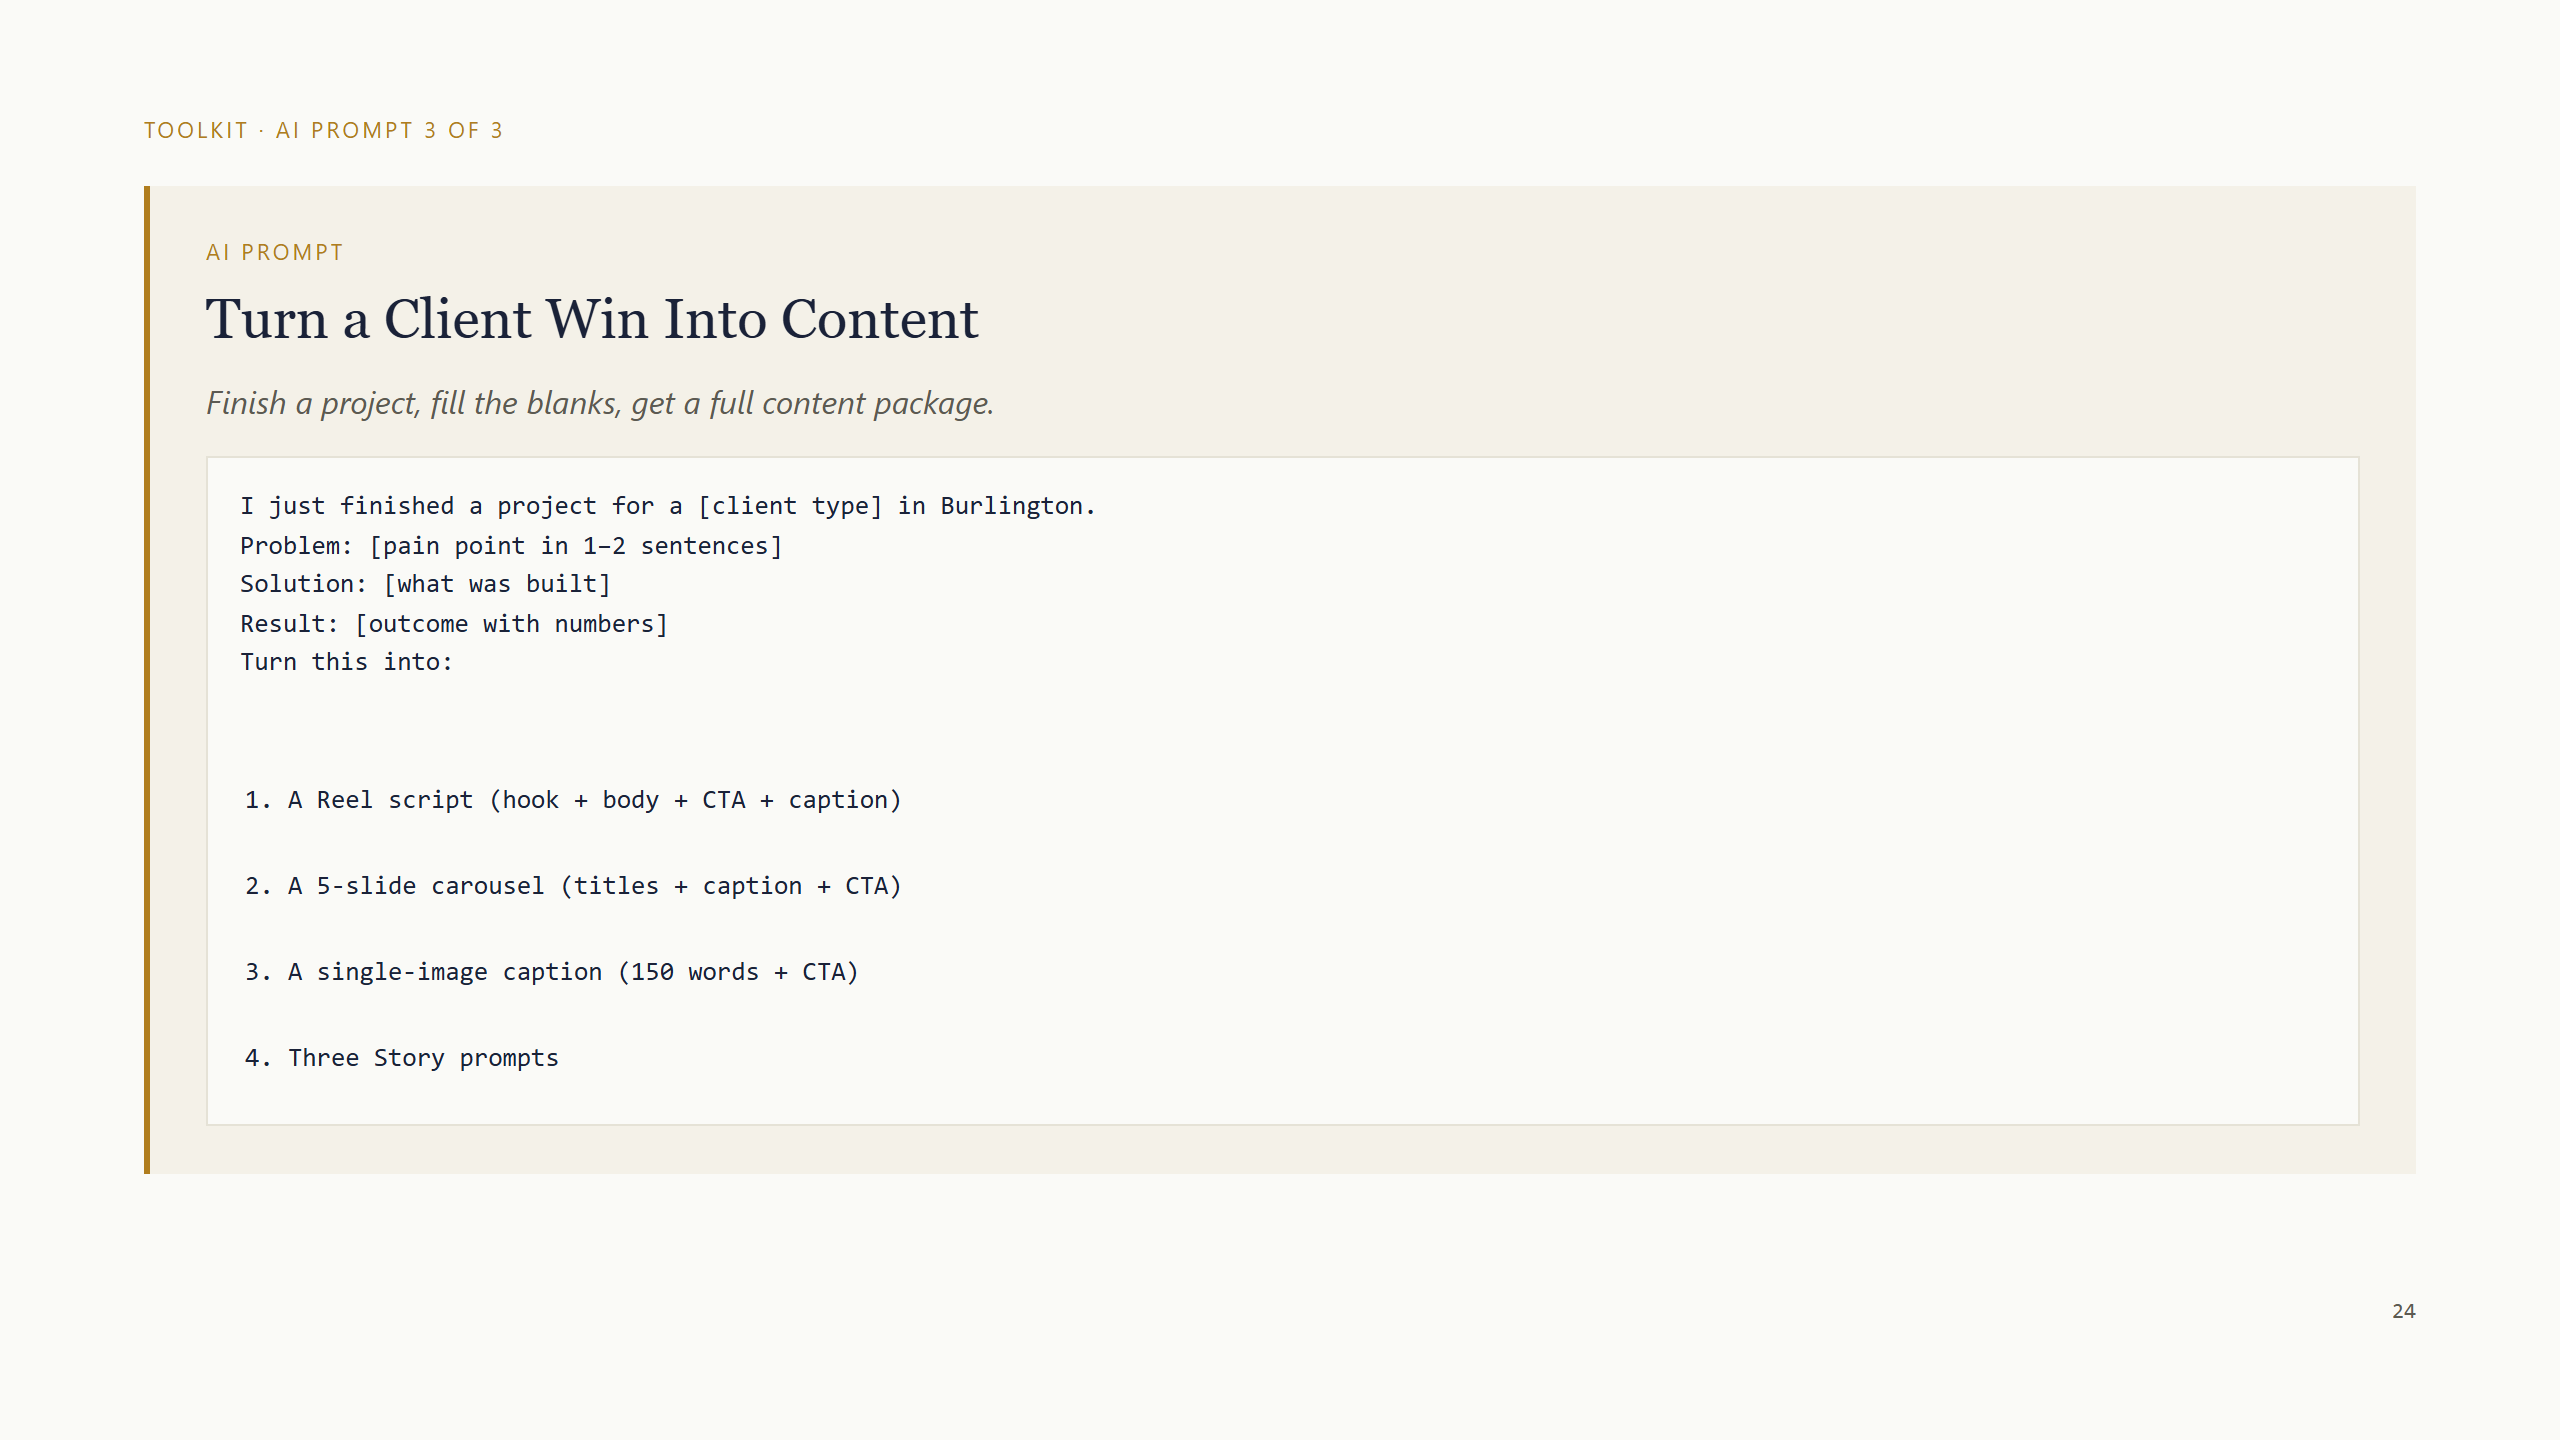 TOOLKIT · AI PROMPT 3 OF 3
AI PROMPT
Turn a Client Win Into Content
Finish a project, fill the blanks, get a full content package.
I just finished a project for a [client type] in Burlington.
Problem: [pain point in 1–2 sentences]
Solution: [what was built]
Result: [outcome with numbers]
Turn this into:
1. A Reel script (hook + body + CTA + caption)
2. A 5-slide carousel (titles + caption + CTA)
3. A single-image caption (150 words + CTA)
4. Three Story prompts
24